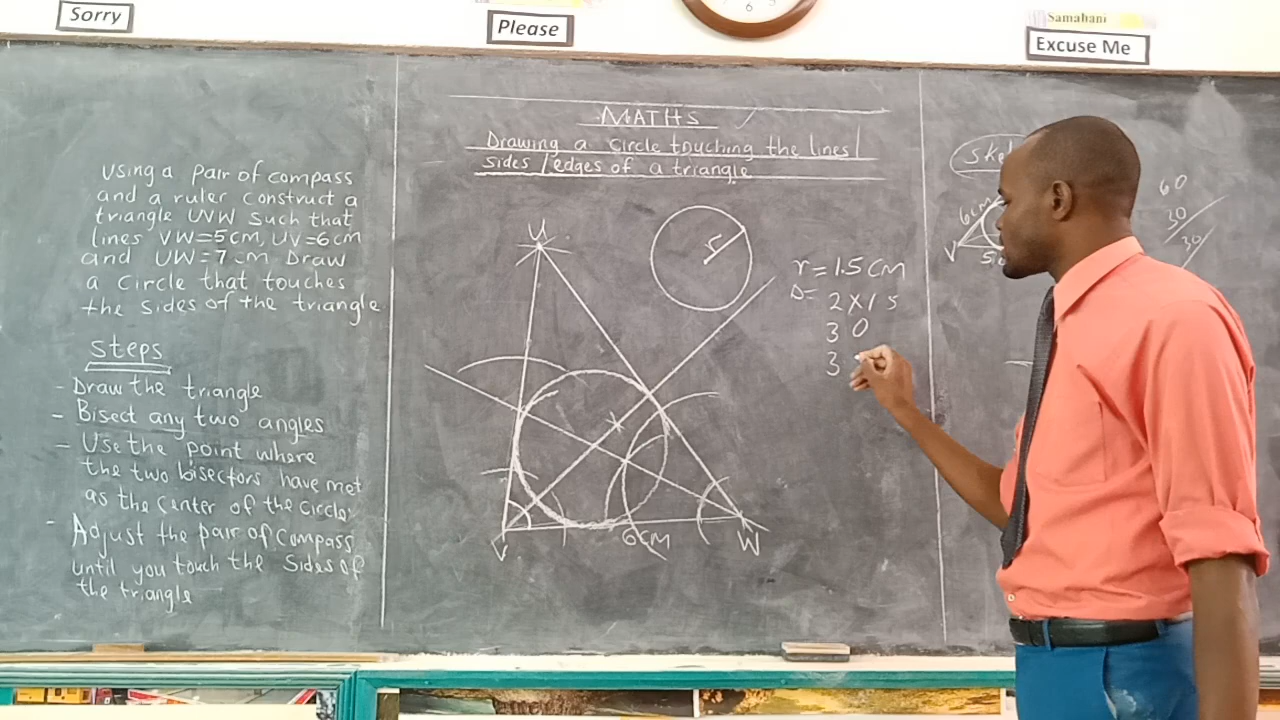 Sorry
Please
Samahani
Excuse Me
Using a pair of compass
and a ruler construct a
triangle UVW such that
lines VW=5cm, UV=6cm
and UW=7cm Draw
a circle that touches
the sides of the triangle
Steps
- Draw the triangle
- Bisect any two angles
- Use the point where
the two bisectors have met
as the center of the circle.
- Adjust the pair of compass
until you touch the sides of
the triangle
MATHS
Drawing a circle touching the lines/
sides/edges of a triangle
U
V
6cm
W
r
r=1.5cm
D=
2x1 5
3 0
3
Ske
6cm
V
5.
60
30
30